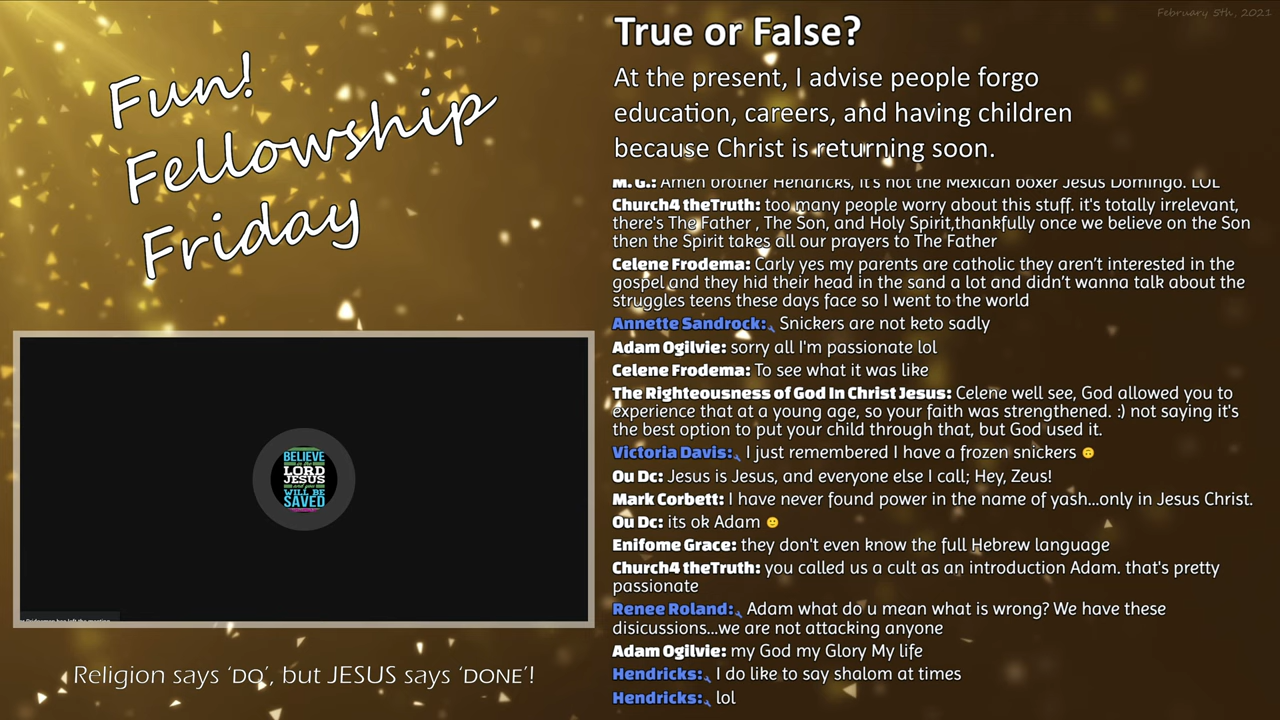 February 5th, 2021
Fun!
Fellowship
Friday
True or False?
At the present, I advise people forgo
education, careers, and having children
because Christ is returning soon.
M. G.: Amen brother Hendricks, it's not the Mexican boxer Jesus Domingo. LOL
Church4 theTruth: too many people worry about this stuff. it's totally irrelevant,
there's The Father , The Son, and Holy Spirit,thankfully once we believe on the Son
then the Spirit takes all our prayers to The Father
Celene Frodema: Carly yes my parents are catholic they aren't interested in the
gospel and they hid their head in the sand a lot and didn't wanna talk about the
struggles teens these days face so I went to the world
Annette Sandrock: Snickers are not keto sadly
Adam Ogilvie: sorry all I'm passionate lol
Celene Frodema: To see what it was like
The Righteousness of God In Christ Jesus: Celene well see, God allowed you to
experience that at a young age, so your faith was strengthened. :) not saying it's
the best option to put your child through that, but God used it.
Victoria Davis: I just remembered I have a frozen snickers 🙃
Ou Dc: Jesus is Jesus, and everyone else I call; Hey, Zeus!
Mark Corbett: I have never found power in the name of yash...only in Jesus Christ.
Ou Dc: its ok Adam 🙂
Enifome Grace: they don't even know the full Hebrew language
Church4 theTruth: you called us a cult as an introduction Adam. that's pretty
passionate
Renee Roland: Adam what do u mean what is wrong? We have these
disicussions...we are not attacking anyone
Adam Ogilvie: my God my Glory My life
Hendricks: I do like to say shalom at times
Hendricks: lol
BELIEVE
LORD
JESUS
WILL BE
SAVED
has left the meeting
Religion says 'DO', but JESUS says 'DONE'!